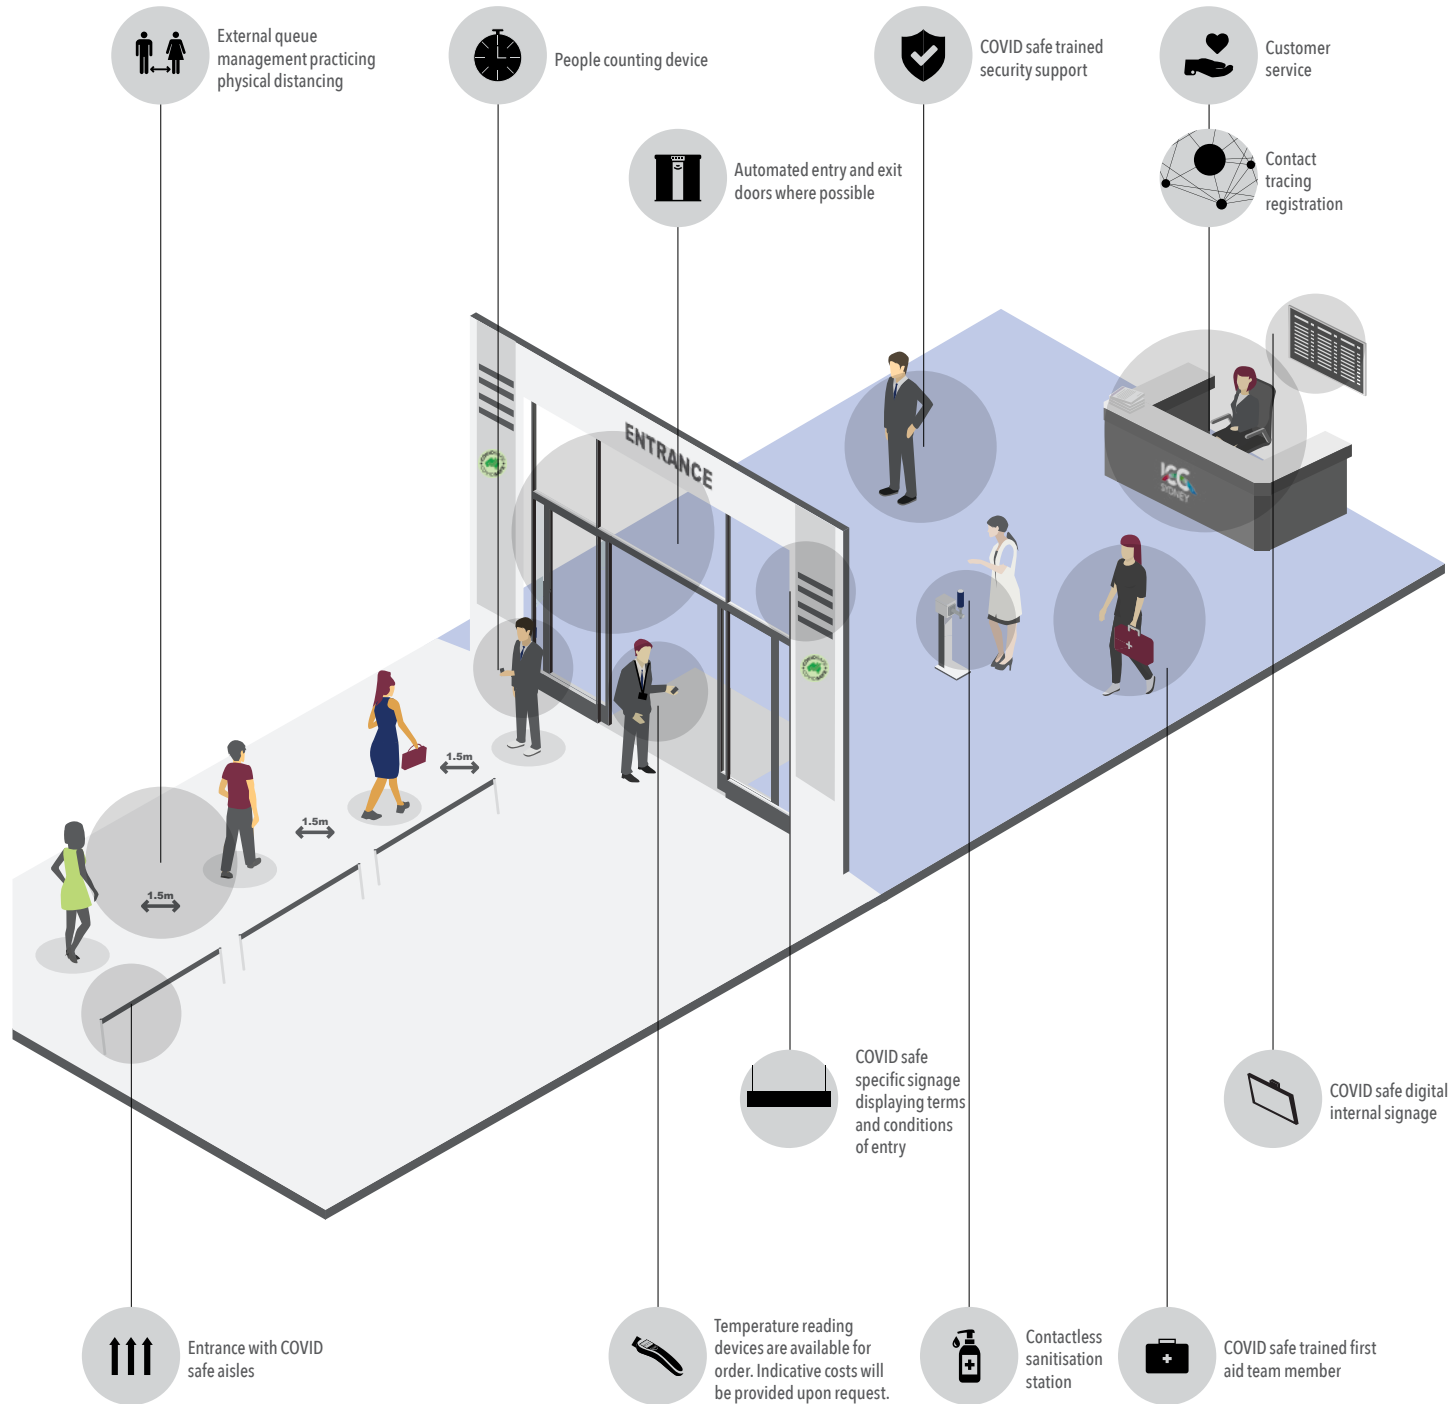 External queue
management practicing
physical distancing
People counting device
COVID safe trained
security support
Customer
service
Automated entry and exit
doors where possible
Contact
tracing
registration
ENTRANCE
ICC
SYDNEY
1.5m
1.5m
1.5m
COVID safe
specific signage
displaying terms
and conditions
of entry
COVID safe digital
internal signage
Entrance with COVID
safe aisles
Temperature reading
devices are available for
order. Indicative costs will
be provided upon request.
Contactless
sanitisation
station
COVID safe trained first
aid team member